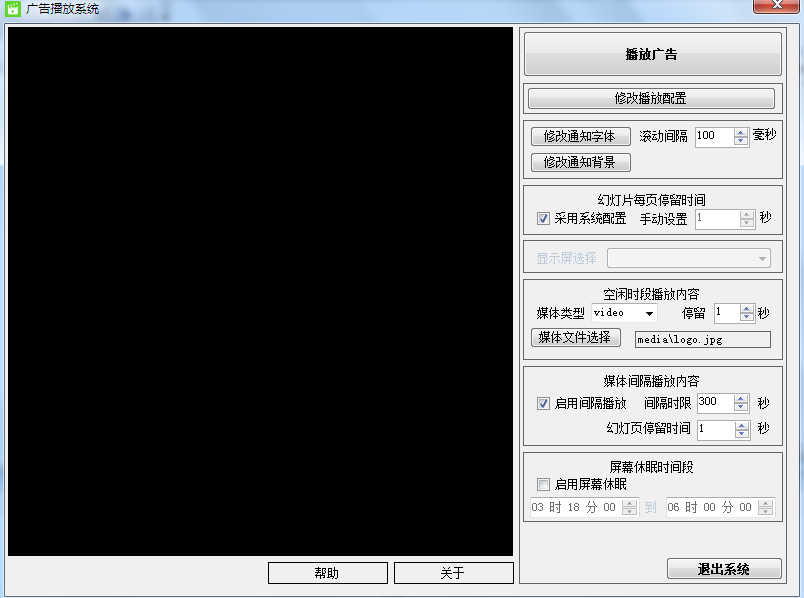 广告播放系统
播放广告
修改播放配置
修改通知字体 滚动间隔 100 毫秒
修改通知背景
幻灯片每页停留时间
采用系统配置 手动设置 1 秒
显示屏选择
空闲时段播放内容
媒体类型 video 停留 1 秒
媒体文件选择 media\logo.jpg
媒体间隔播放内容
启用间隔播放 间隔时限 300 秒
幻灯页停留时间 1 秒
屏幕休眠时间段
启用屏幕休眠
03 时 18 分 00 到 06 时 00 分 00
帮助 关于 退出系统